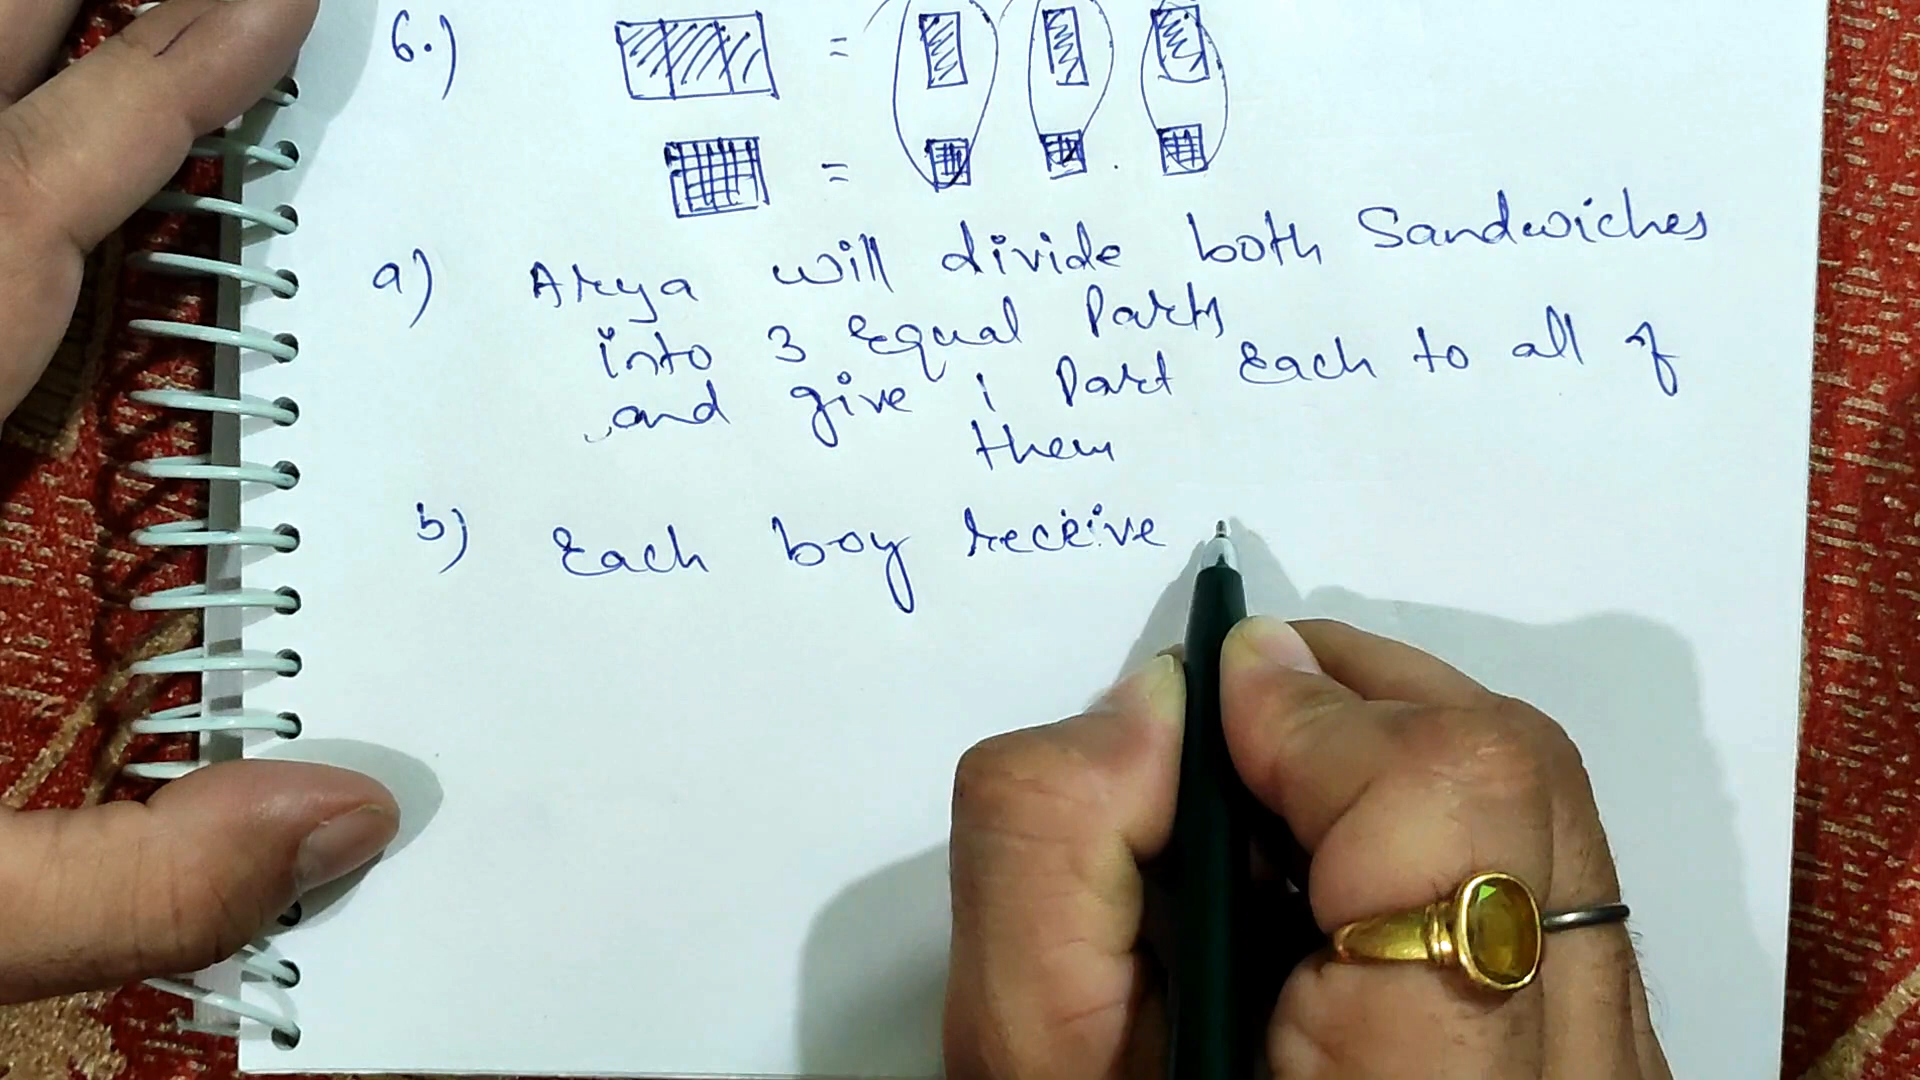 6.)
=
=
a) Arya will divide both Sandwiches
into 3 Equal Parts
and give 1 Part Each to all of
them
b) Each boy receive